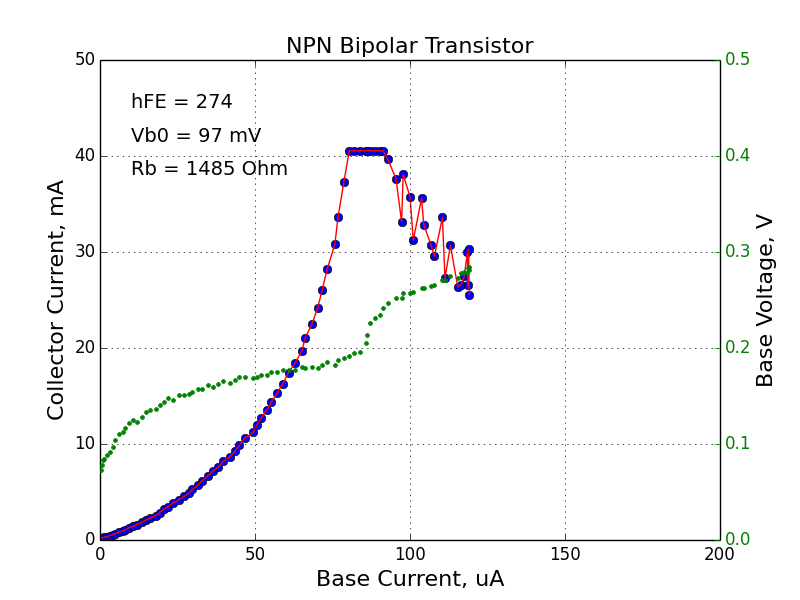 NPN Bipolar Transistor
hFE = 274
Vb0 = 97 mV
Rb = 1485 Ohm
50
40
30
20
10
0
Collector Current, mA
0.5
0.4
0.3
0.2
0.1
0.0
Base Voltage, V
0 50 100 150 200
Base Current, uA